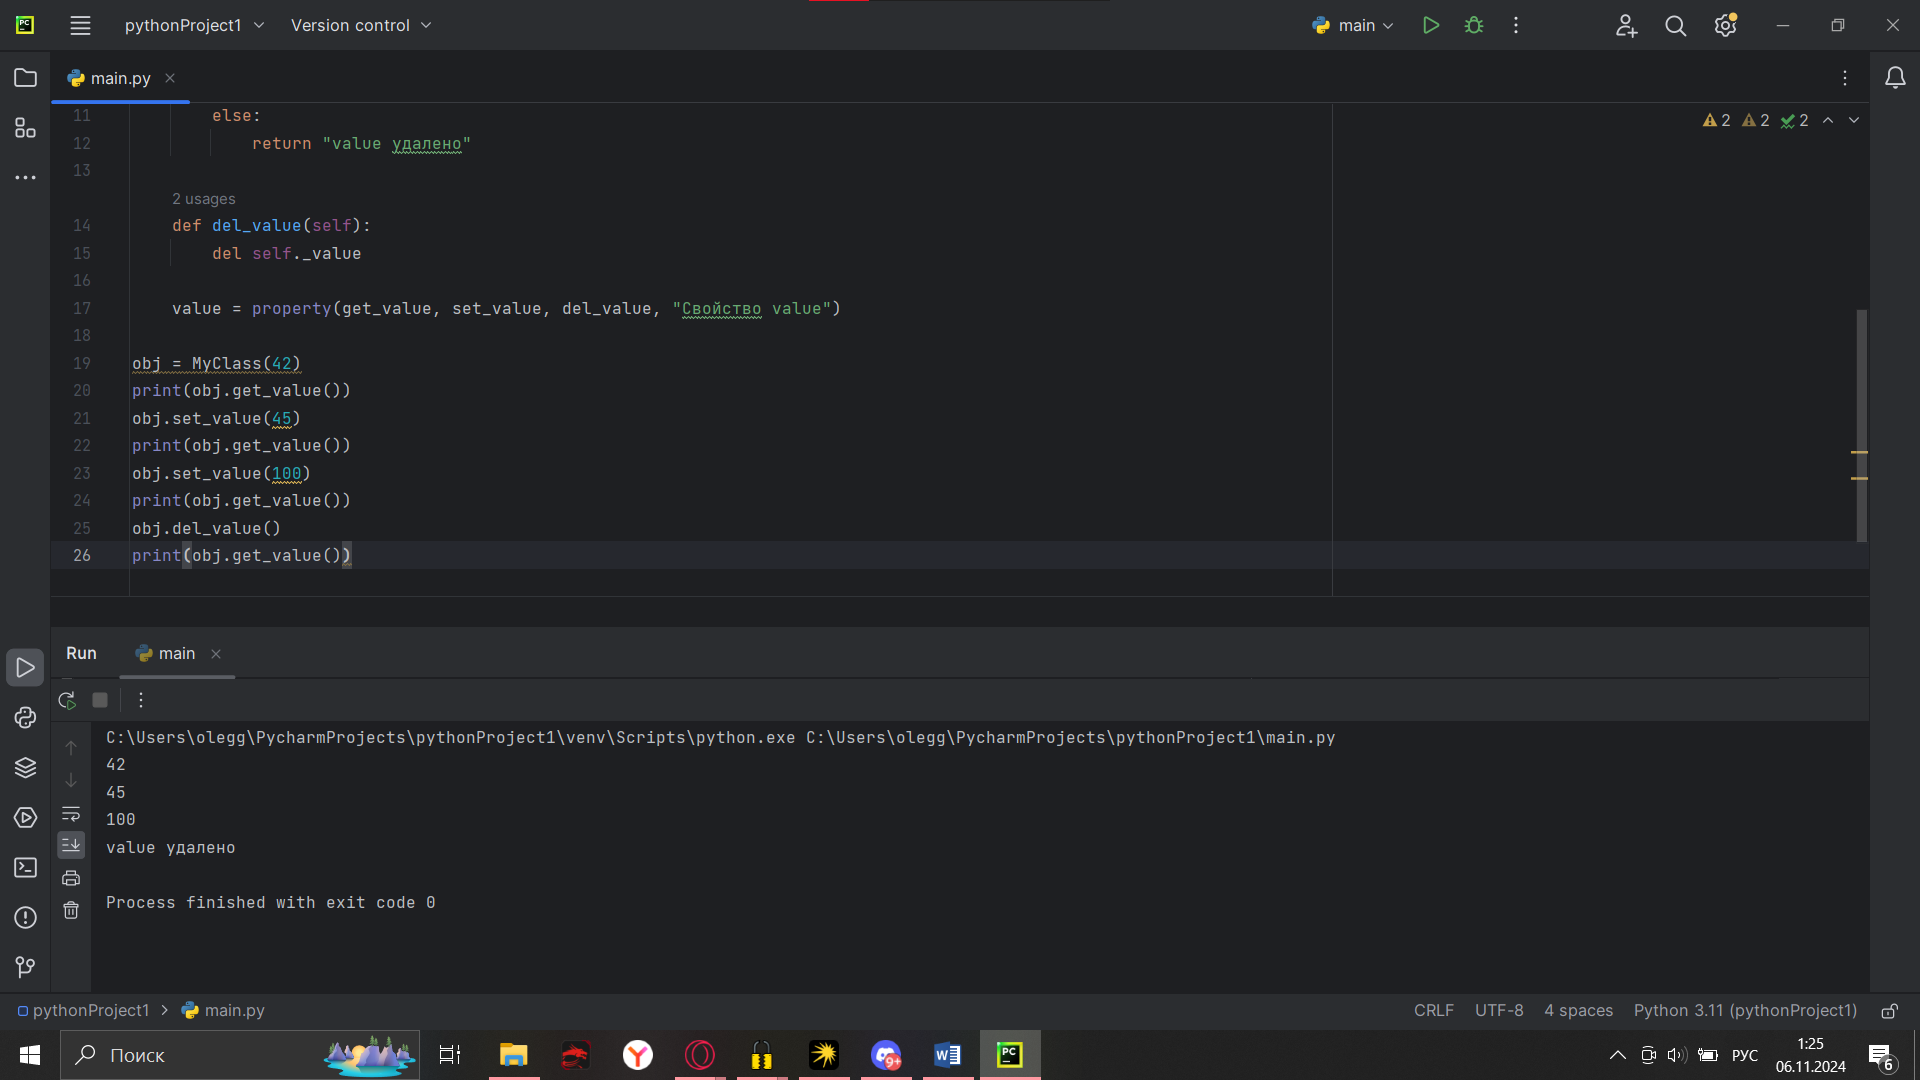 pythonProject1 Version control main
main.py
2 2 2
11 else:
12 return "value удалено"
13
2 usages
14 def del_value(self):
15 del self._value
16
17 value = property(get_value, set_value, del_value, "Свойство value")
18
19 obj = MyClass(42)
20 print(obj.get_value())
21 obj.set_value(45)
22 print(obj.get_value())
23 obj.set_value(100)
24 print(obj.get_value())
25 obj.del_value()
26 print(obj.get_value())
Run main
C:\Users\olegg\PycharmProjects\pythonProject1\venv\Scripts\python.exe C:\Users\olegg\PycharmProjects\pythonProject1\main.py
42
45
100
value удалено
Process finished with exit code 0
pythonProject1 > main.py CRLF UTF-8 4 spaces Python 3.11 (pythonProject1)
Поиск 9+ РУС 1:25
06.11.2024 6